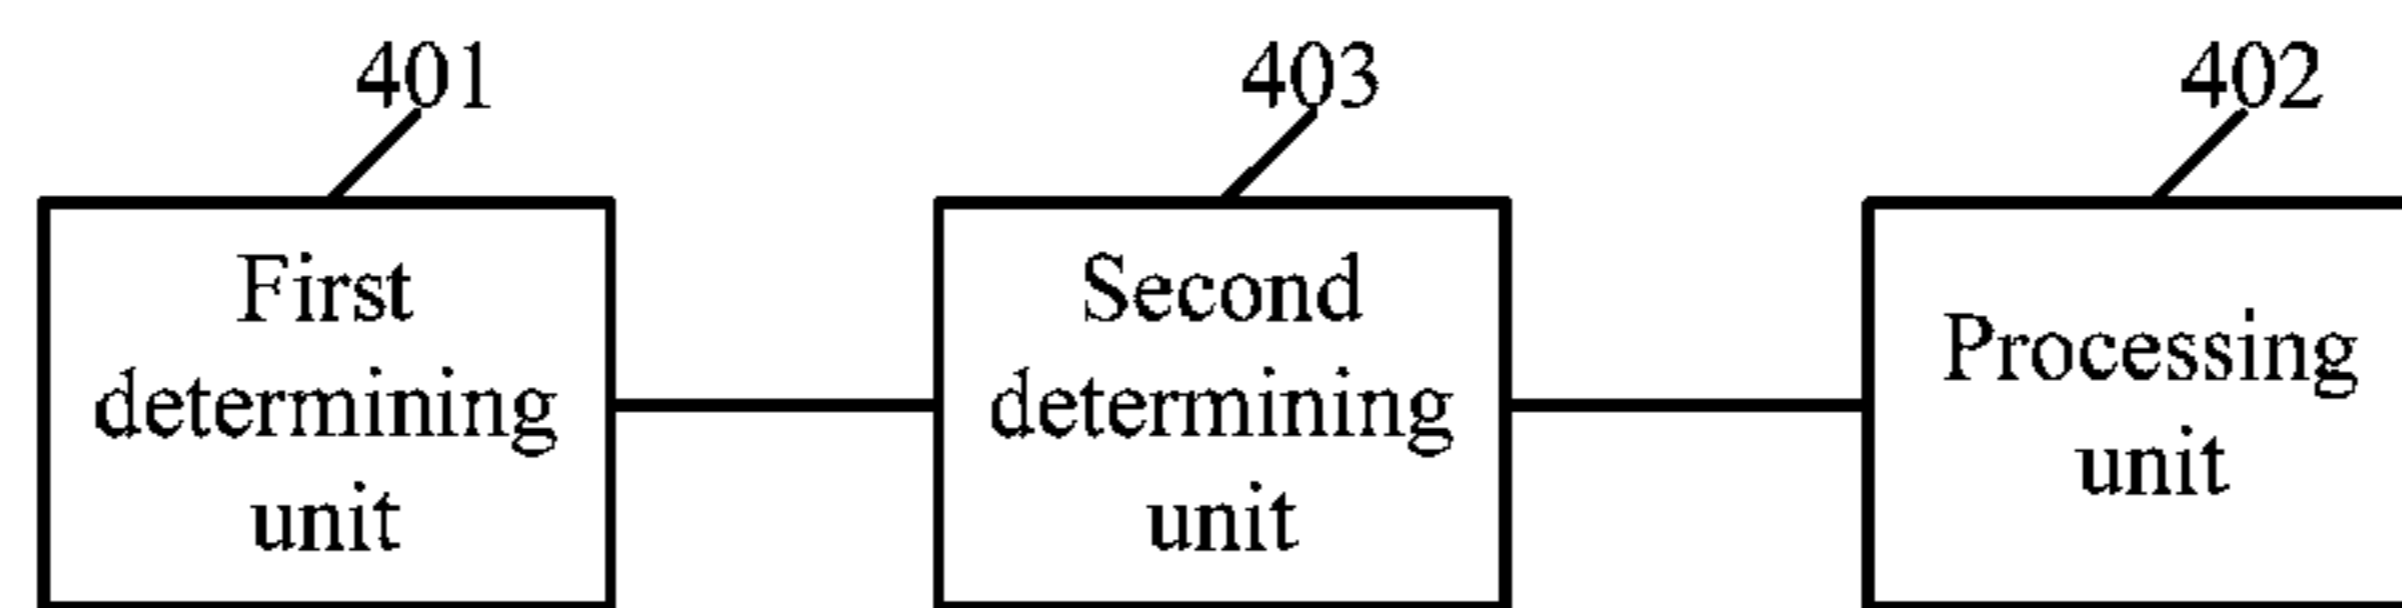 401
403
402
First
determining
unit
Second
determining
unit
Processing
unit